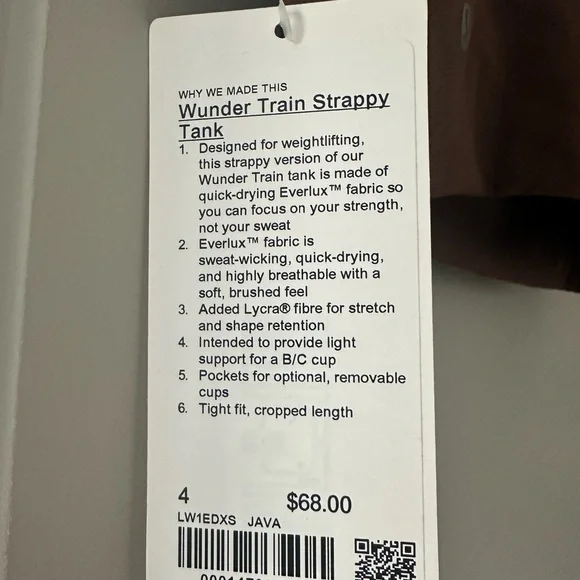 WHY WE MADE THIS
Wunder Train Strappy
Tank
1. Designed for weightlifting,
this strappy version of our
Wunder Train tank is made of
quick-drying Everlux™ fabric so
you can focus on your strength,
not your sweat
2. Everlux™ fabric is
sweat-wicking, quick-drying,
and highly breathable with a
soft, brushed feel
3. Added Lycra® fibre for stretch
and shape retention
4. Intended to provide light
support for a B/C cup
5. Pockets for optional, removable
cups
6. Tight fit, cropped length
4 $68.00
LW1EDXS JAVA